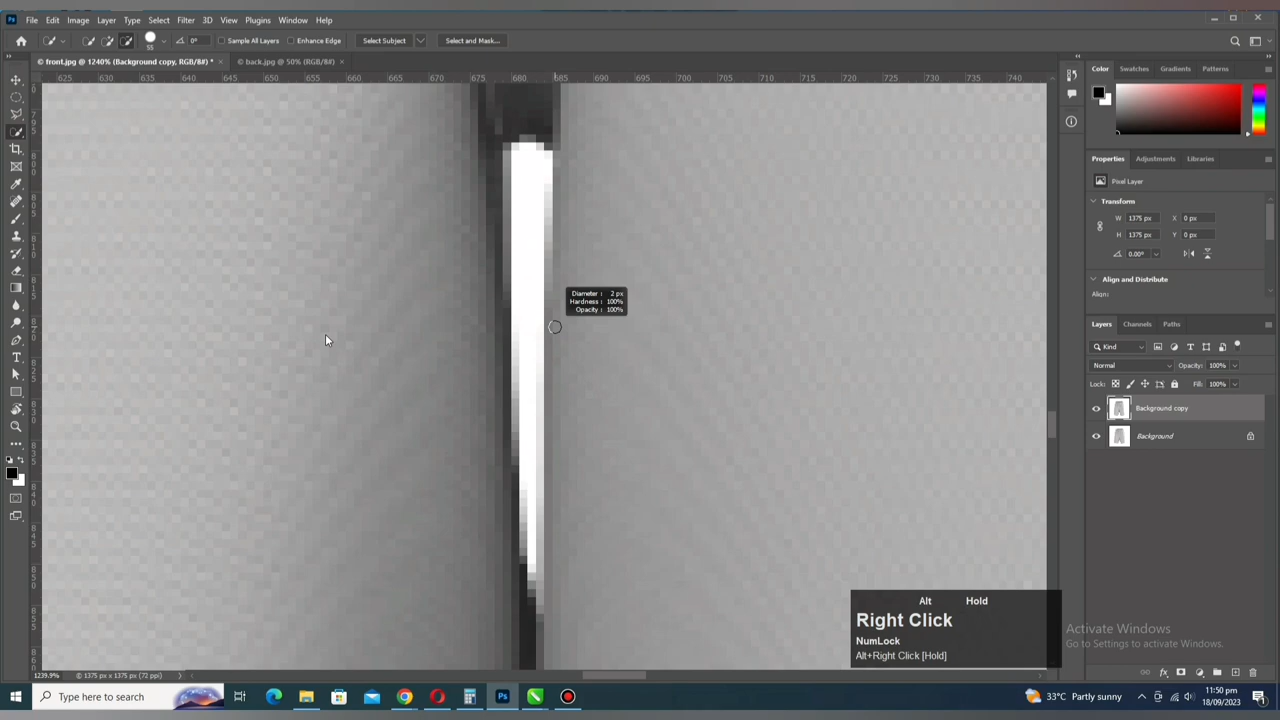 File Edit Image Layer Type Select Filter 3D View Plugins Window Help
55 0° Sample All Layers Enhance Edge Select Subject Select and Mask...
© front.jpg @ 1240% (Background copy, RGB/8#) * × © back.jpg @ 50% (RGB/8#) ×
625 630 635 640 645 650 655 660 665 670 675 680 685 690 695 700 705 710 715 720 725 730 735 740
Color Swatches Gradients Patterns
Properties Adjustments Libraries
Pixel Layer
Transform
W 1375 px X 0 px
H 1375 px Y 0 px
0.00°
Align and Distribute
Align:
Diameter : 2 px
Hardness : 100%
Opacity : 100%
Layers Channels Paths
Kind
Normal Opacity: 100%
Lock: Fill: 100%
Background copy
Background
Alt Hold
Right Click
NumLock
Alt+Right Click [Hold]
Activate Windows
Go to Settings to activate Windows.
1239.9% © 1375 px x 1375 px (72 ppi)
Type here to search
33°C Partly sunny
11:50 pm
18/09/2023